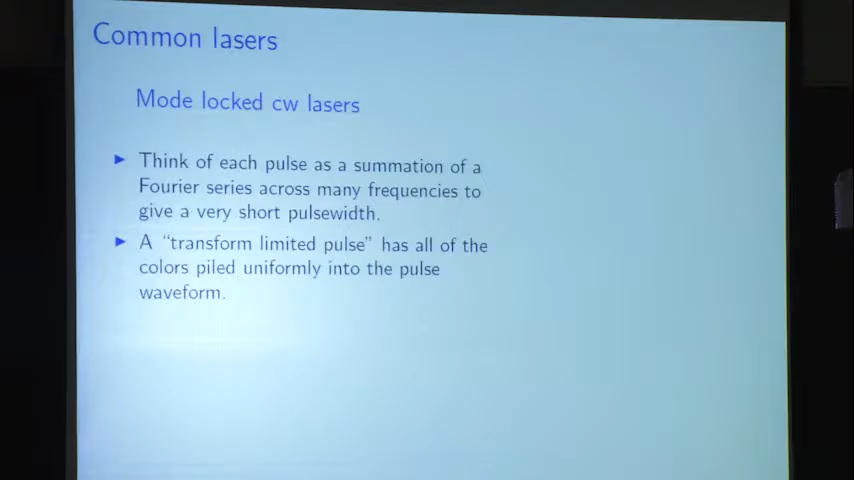 Common lasers
Mode locked cw lasers
▶ Think of each pulse as a summation of a
Fourier series across many frequencies to
give a very short pulsewidth.
▶ A “transform limited pulse” has all of the
colors piled uniformly into the pulse
waveform.